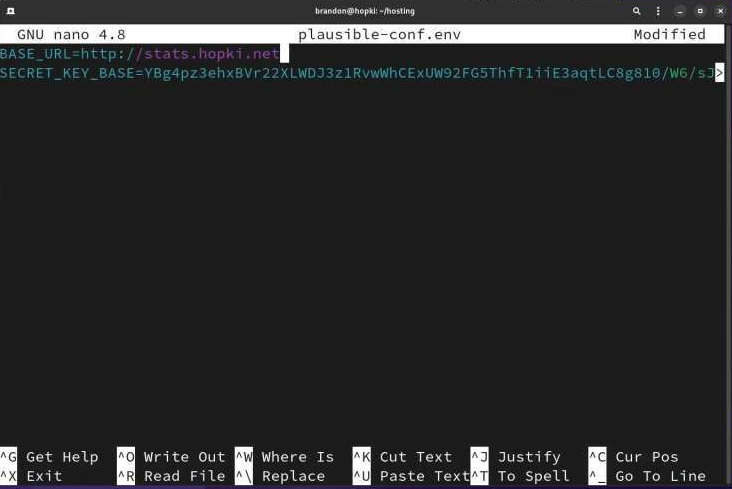 brandon@hopki: ~/hosting
GNU nano 4.8 plausible-conf.env Modified
BASE_URL=http://stats.hopki.net
SECRET_KEY_BASE=YBg4pz3ehxBVr22XLWDJ3z1RvwWhCExUW92FG5ThfT1iiE3aqtLC8g810/W6/sJ>
^G Get Help ^O Write Out ^W Where Is ^K Cut Text ^J Justify ^C Cur Pos
^X Exit ^R Read File ^\ Replace ^U Paste Text ^T To Spell ^_ Go To Line